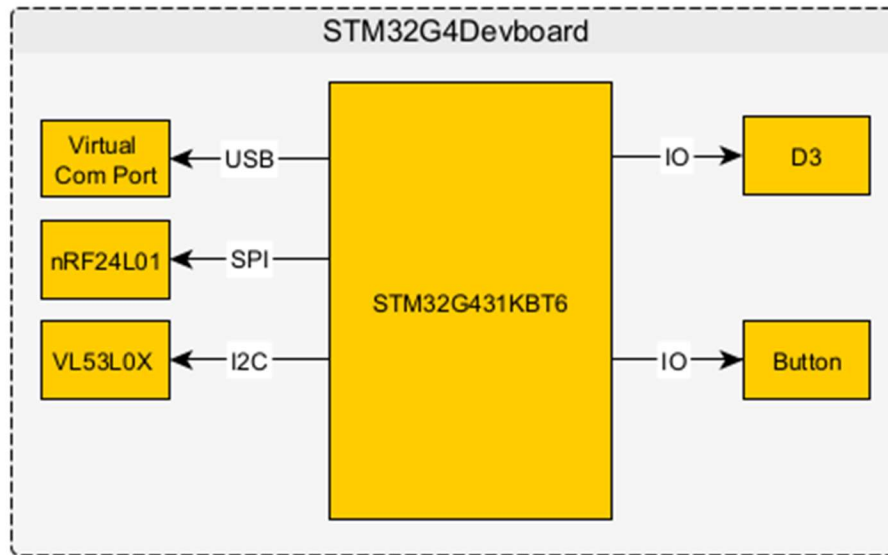 STM32G4Devboard
Virtual
Com Port
USB
IO
D3
nRF24L01
SPI
STM32G431KBT6
VL53L0X
I2C
IO
Button